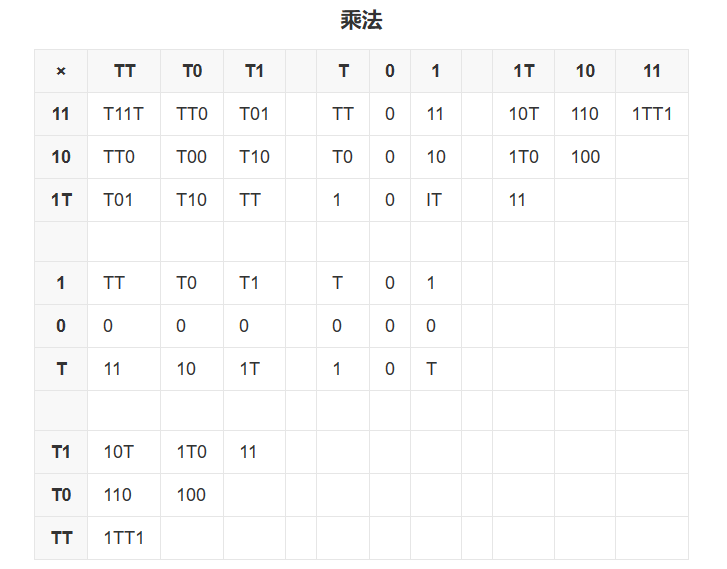 乘法
× TT T0 T1 T 0 1 1T 10 11
11 T11T TT0 T01 TT 0 11 10T 110 1TT1
10 TT0 T00 T10 T0 0 10 1T0 100
1T T01 T10 TT 1 0 IT 11
1 TT T0 T1 T 0 1
0 0 0 0 0 0 0
T 11 10 1T 1 0 T
T1 10T 1T0 11
T0 110 100
TT 1TT1